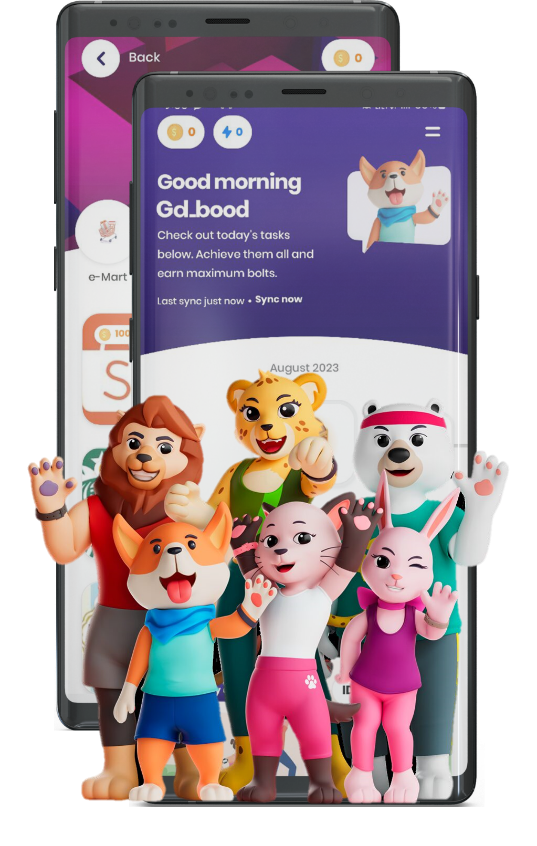 Back
0
0
0
Good morning
Gd_bood
Check out today's tasks
below. Achieve them all and
earn maximum bolts.
Last sync just now • Sync now
e-Mart
100
S
August 2023